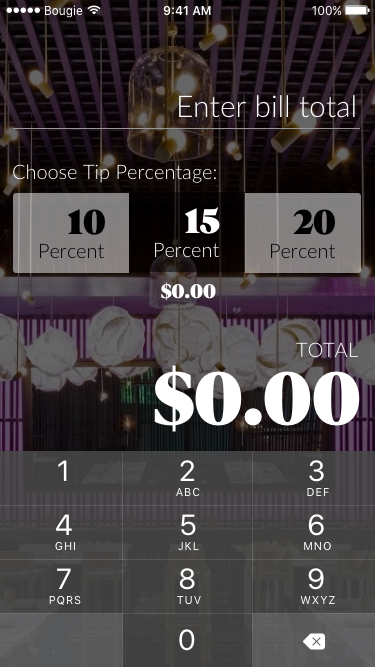 Bougie 9:41 AM 100%
Enter bill total
Choose Tip Percentage:
10 15 20
Percent Percent Percent
$0.00
TOTAL
$0.00
1 2 3
ABC DEF
4 5 6
GHI JKL MNO
7 8 9
PQRS TUV WXYZ
0